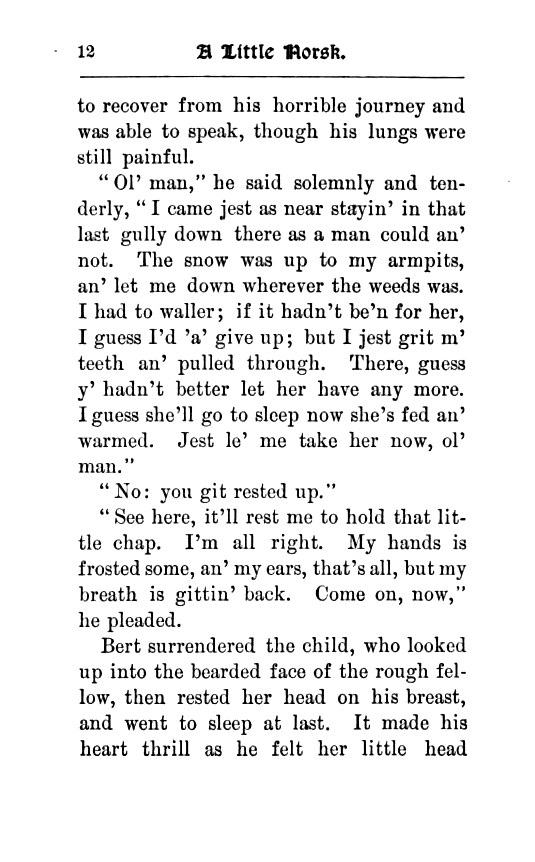 12 A Little Norsk.
to recover from his horrible journey and
was able to speak, though his lungs were
still painful.
“Ol’ man,” he said solemnly and ten-
derly, “I came jest as near stayin’ in that
last gully down there as a man could an’
not. The snow was up to my armpits,
an’ let me down wherever the weeds was.
I had to waller; if it hadn’t be’n for her,
I guess I’d ’a’ give up; but I jest grit m’
teeth an’ pulled through. There, guess
y’ hadn’t better let her have any more.
I guess she’ll go to sleep now she’s fed an’
warmed. Jest le’ me take her now, ol’
man.”
“No: you git rested up.”
“See here, it’ll rest me to hold that lit-
tle chap. I’m all right. My hands is
frosted some, an’ my ears, that’s all, but my
breath is gittin’ back. Come on, now,”
he pleaded.
Bert surrendered the child, who looked
up into the bearded face of the rough fel-
low, then rested her head on his breast,
and went to sleep at last. It made his
heart thrill as he felt her little head